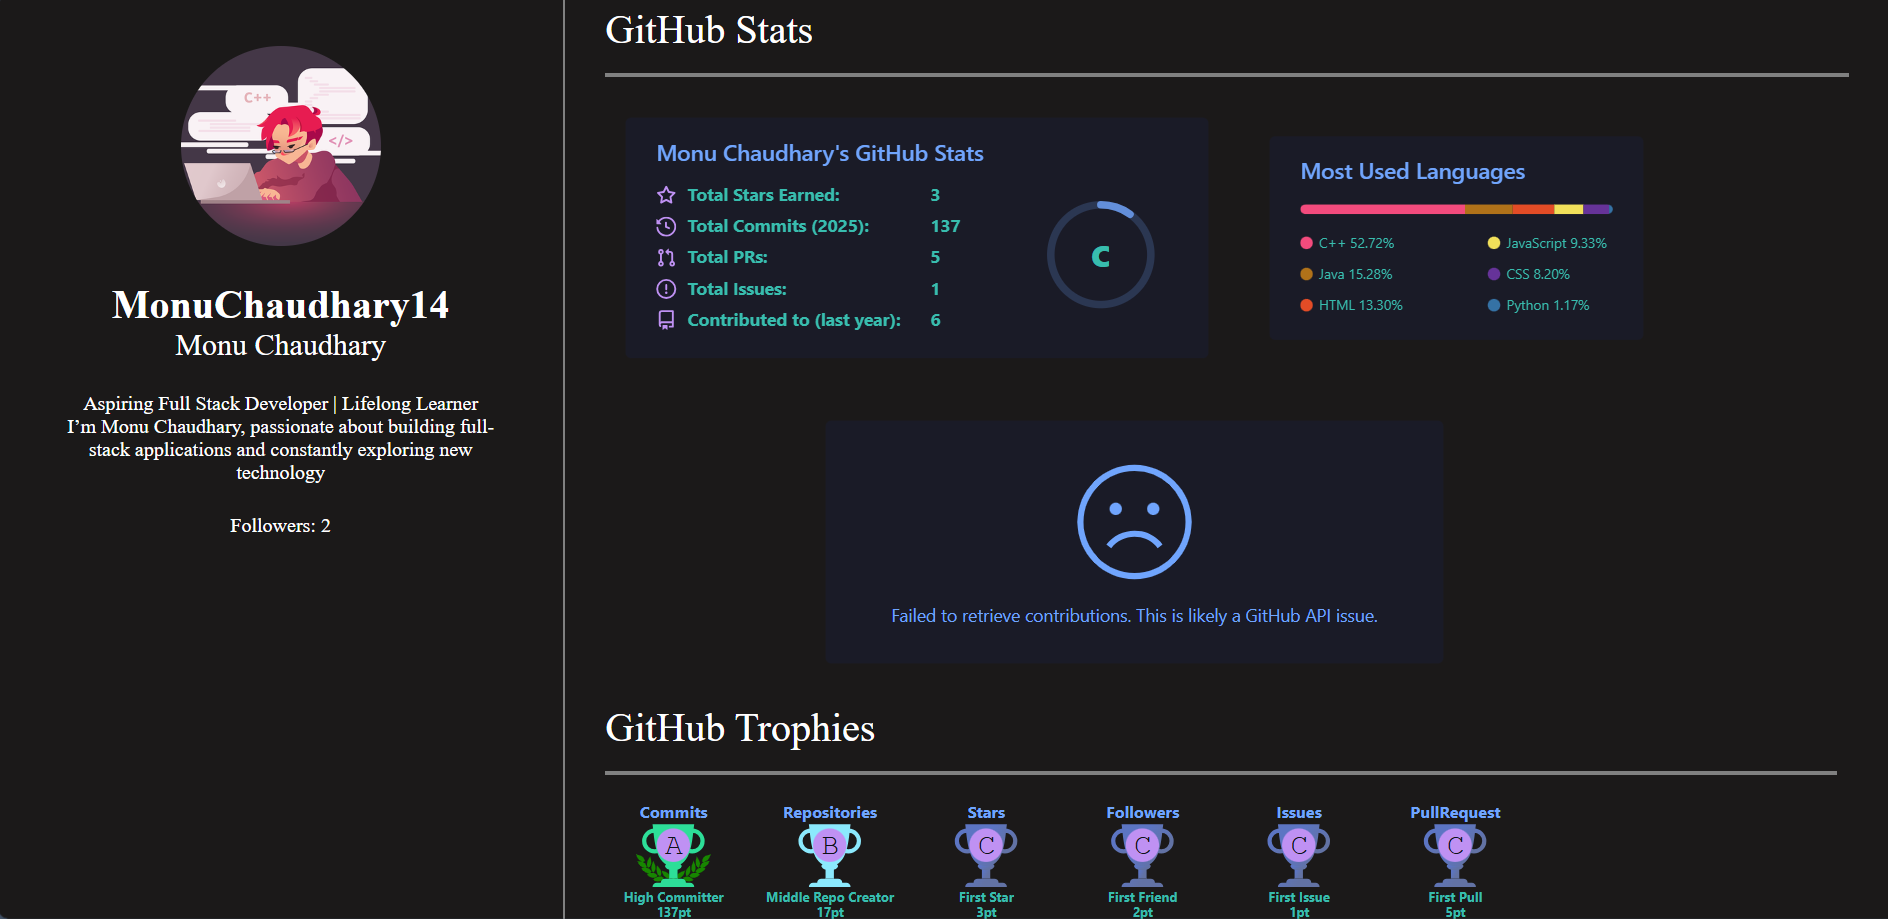 C++
</>
MonuChaudhary14
Monu Chaudhary
Aspiring Full Stack Developer | Lifelong Learner
I’m Monu Chaudhary, passionate about building full-
stack applications and constantly exploring new
technology
Followers: 2
GitHub Stats
Monu Chaudhary's GitHub Stats
Total Stars Earned: 3
Total Commits (2025): 137
Total PRs: 5
Total Issues: 1
Contributed to (last year): 6
C
Most Used Languages
C++ 52.72%
Java 15.28%
HTML 13.30%
JavaScript 9.33%
CSS 8.20%
Python 1.17%
Failed to retrieve contributions. This is likely a GitHub API issue.
GitHub Trophies
Commits
A
High Committer
137pt
Repositories
B
Middle Repo Creator
17pt
Stars
C
First Star
3pt
Followers
C
First Friend
2pt
Issues
C
First Issue
1pt
PullRequest
C
First Pull
5pt